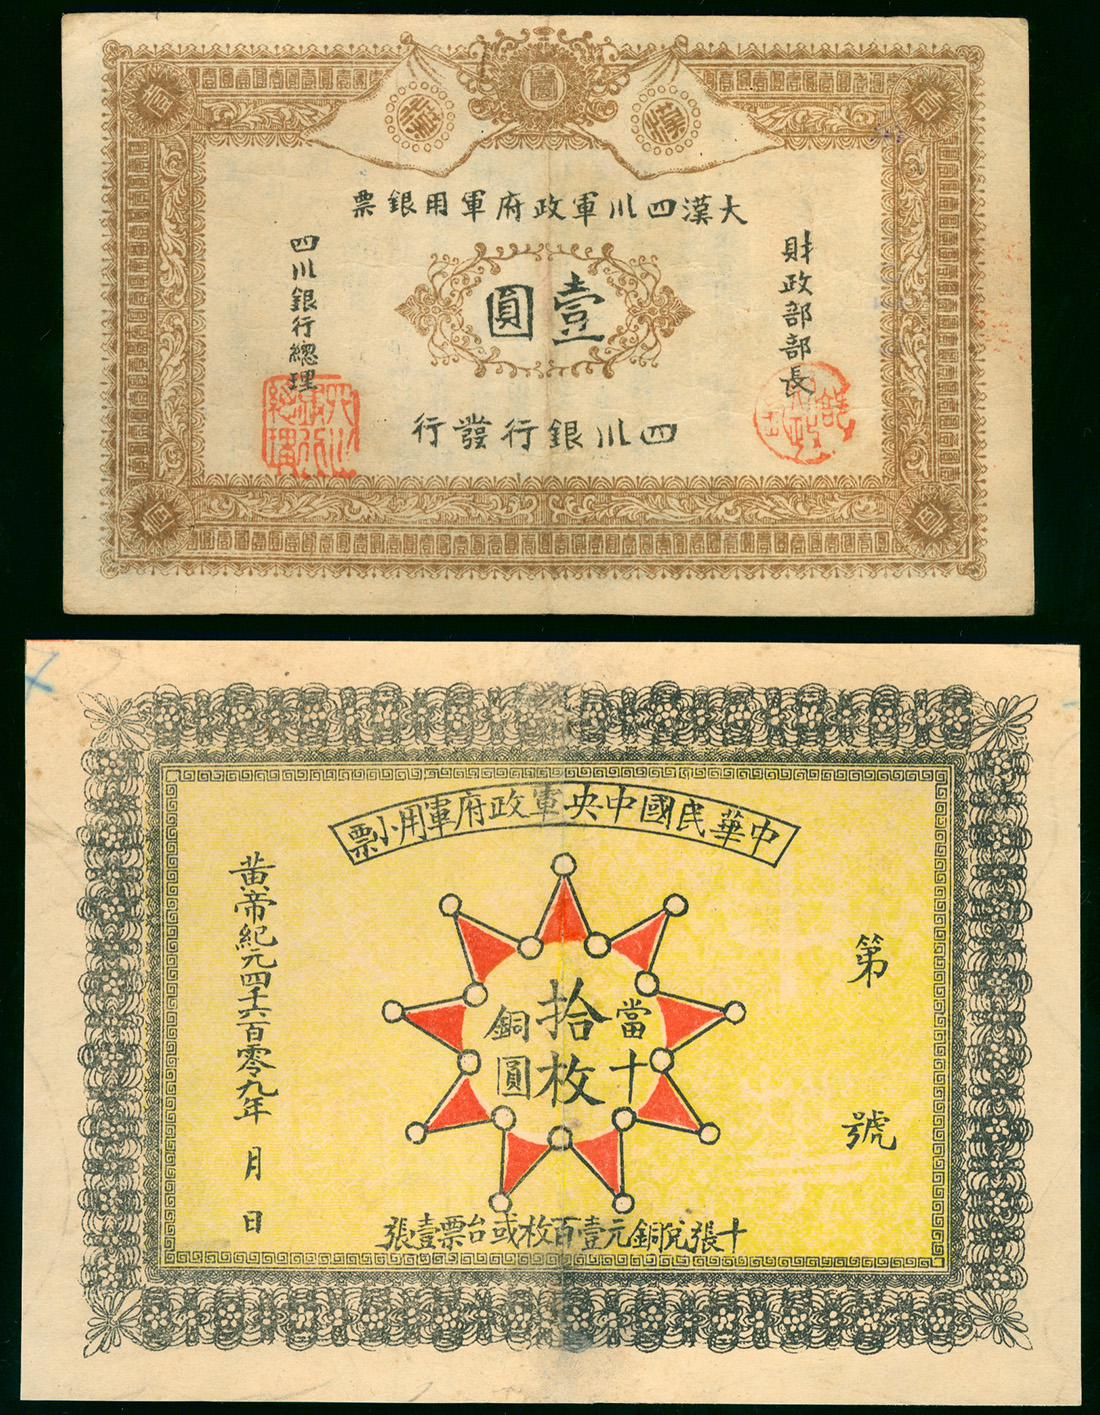 大漢四川軍政府軍用銀票
財政部部長
壹圓
四川銀行總理
四川銀行發行
中華民國中央軍政府軍用小票
第
號
當十
拾枚
銅圓
黃帝紀元四千六百零九年 月 日
十張兌銅元壹百枚或台票壹張